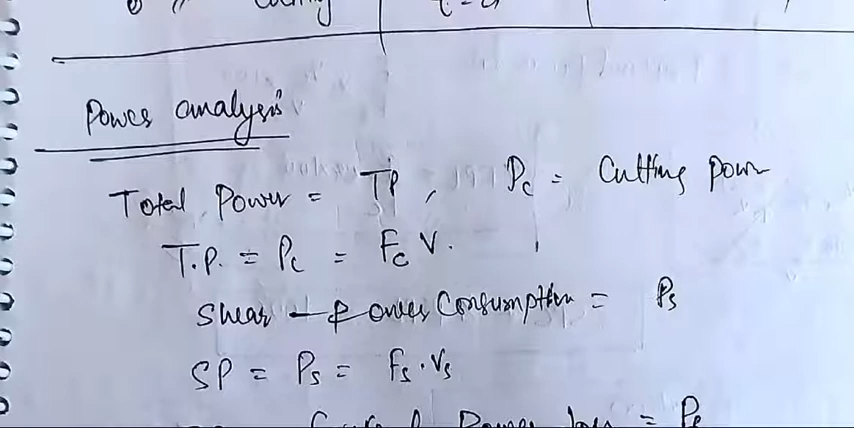 Power analysis
Total Power = TP, Pc = Cutting power
T.P. = Pc = Fc V.
Shear - Power Consumption = Ps
SP = Ps = Fs . Vs
Power loss =